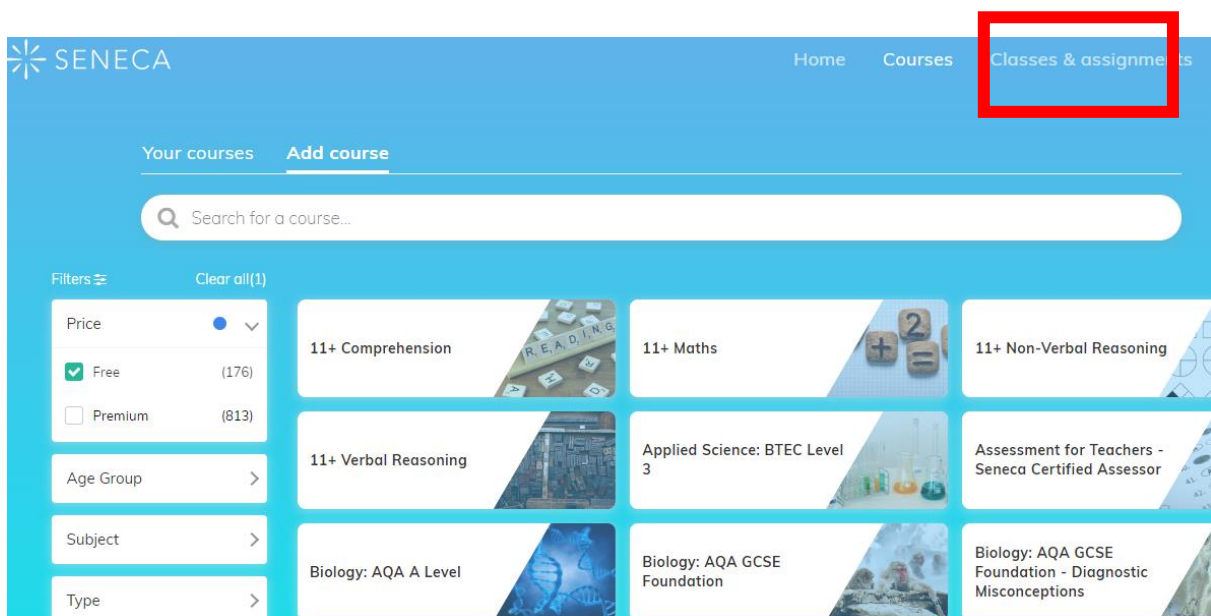 SENECA
Home Courses Classes & assignments
Your courses Add course
Search for a course...
Filters Clear all(1)
Price
Free (176)
Premium (813)
Age Group
Subject
Type
11+ Comprehension
READING
11+ Maths
2
+ =
11+ Non-Verbal Reasoning
11+ Verbal Reasoning
Applied Science: BTEC Level
3
Assessment for Teachers -
Seneca Certified Assessor
Biology: AQA A Level
Biology: AQA GCSE
Foundation
Biology: AQA GCSE
Foundation - Diagnostic
Misconceptions